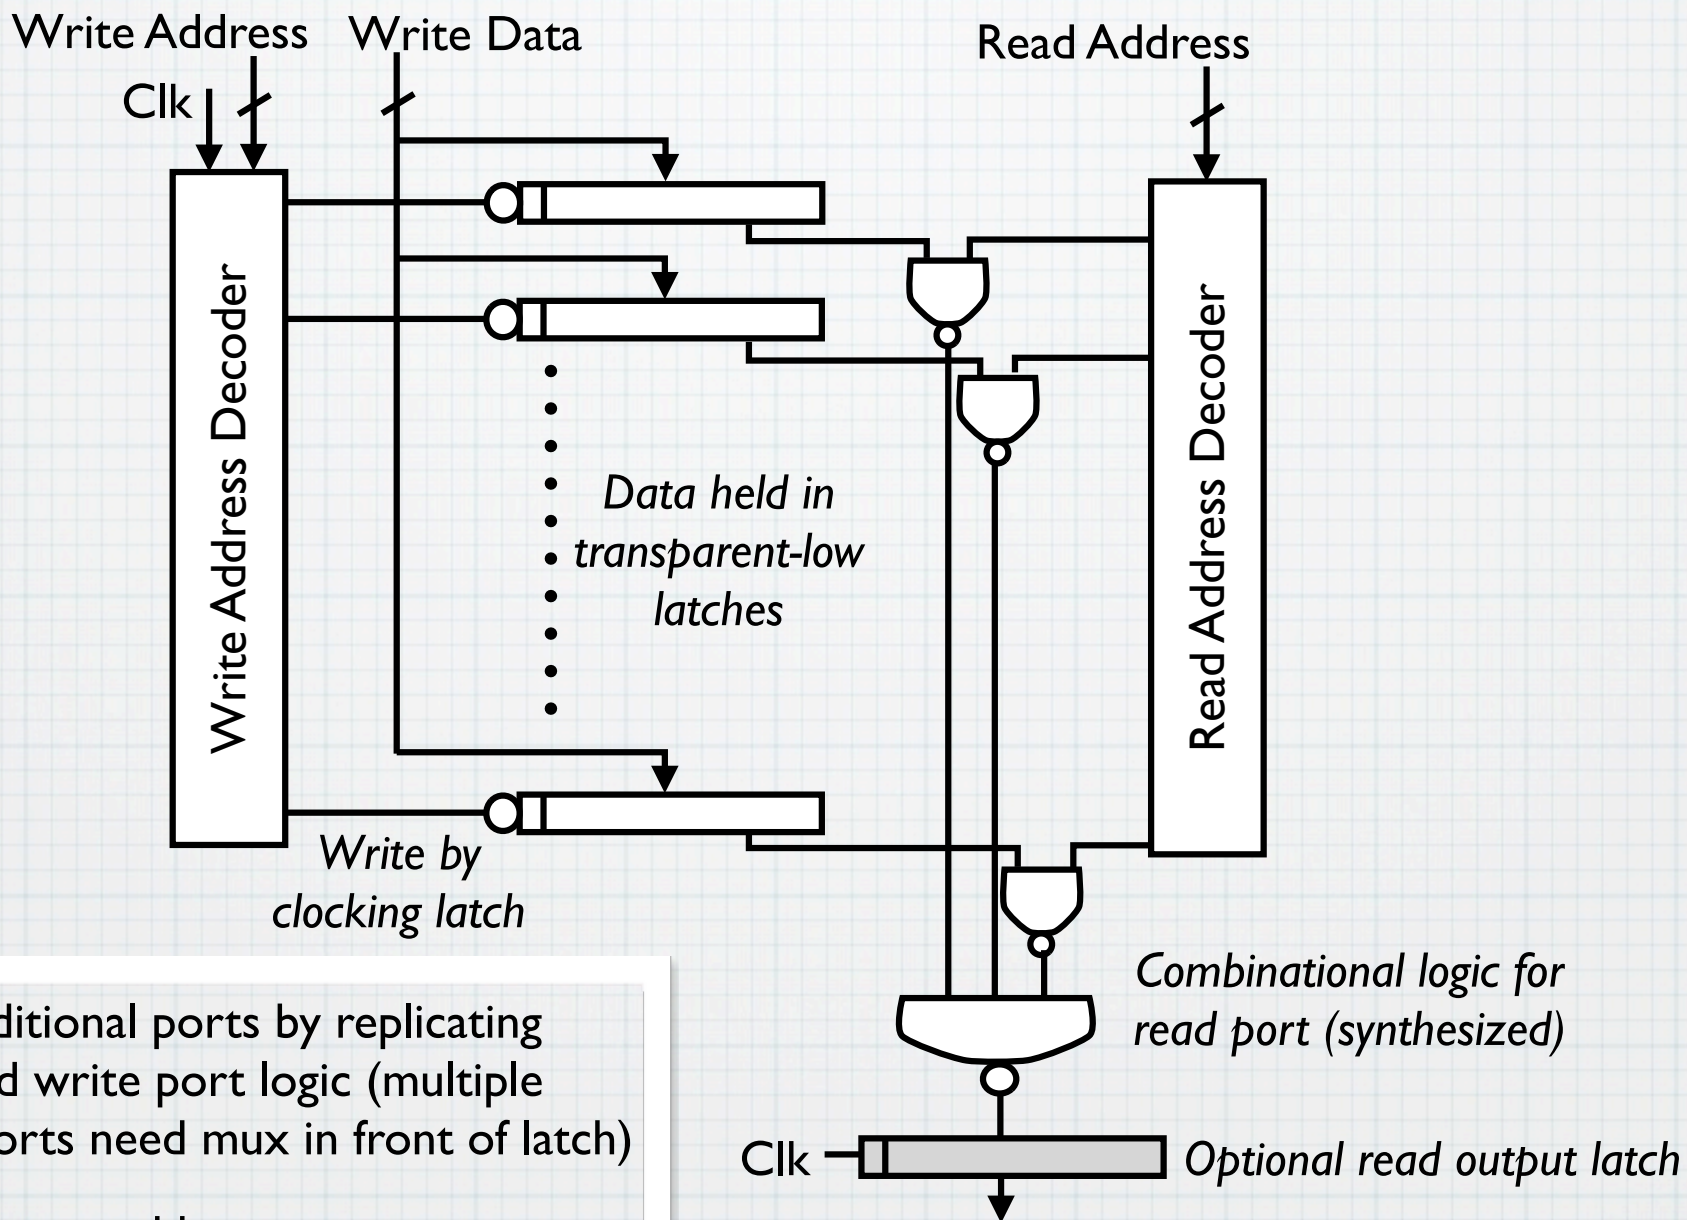 Write Address
Write Data
Read Address
Clk
Write Address Decoder
Read Address Decoder
Data held in
transparent-low
latches
Write by
clocking latch
Combinational logic for
read port (synthesized)
ditional ports by replicating
d write port logic (multiple
orts need mux in front of latch)
Clk
Optional read output latch